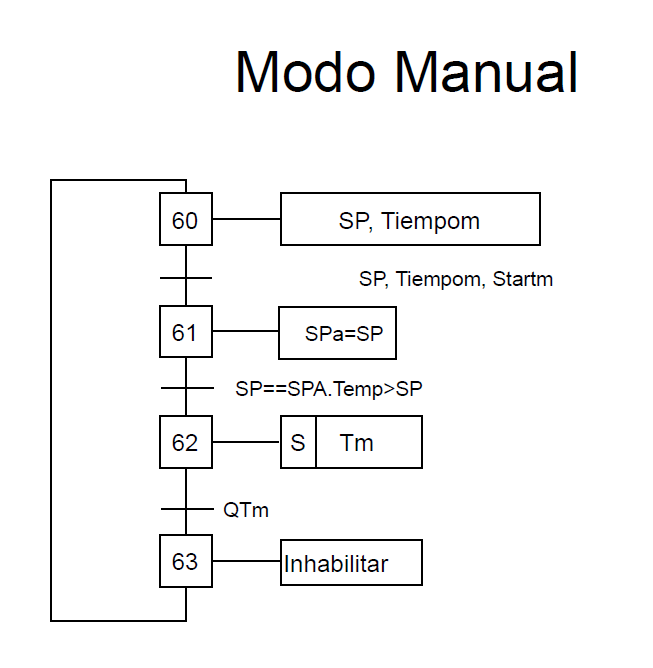 Modo Manual
60
SP, Tiempom
SP, Tiempom, Startm
61
SPa=SP
SP==SPA.Temp>SP
62
S
Tm
QTm
63
Inhabilitar